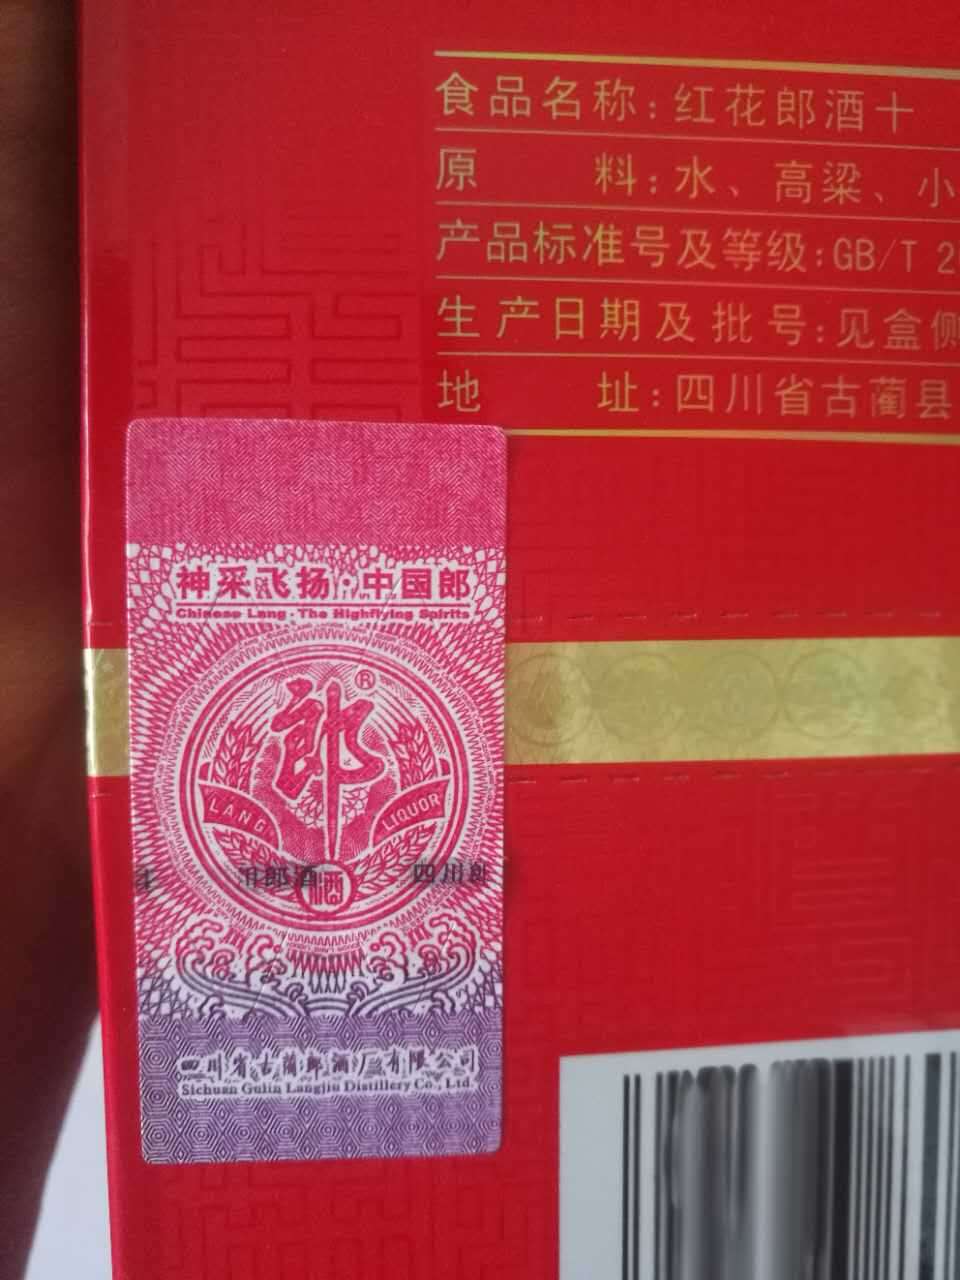 食品名称：红花郎酒十
原 料：水、高粱、小
产品标准号及等级：GB/T 2
生产日期及批号：见盒侧
地 址：四川省古蔺县
神采飞扬·中国郎
Chinese Lang·The Highflying Spirits
郎®
LANG LIQUOR
郎酒 四川
酒
四川省古蔺郎酒厂有限公司
Sichuan Gulin Langjiu Distillery Co., Ltd.